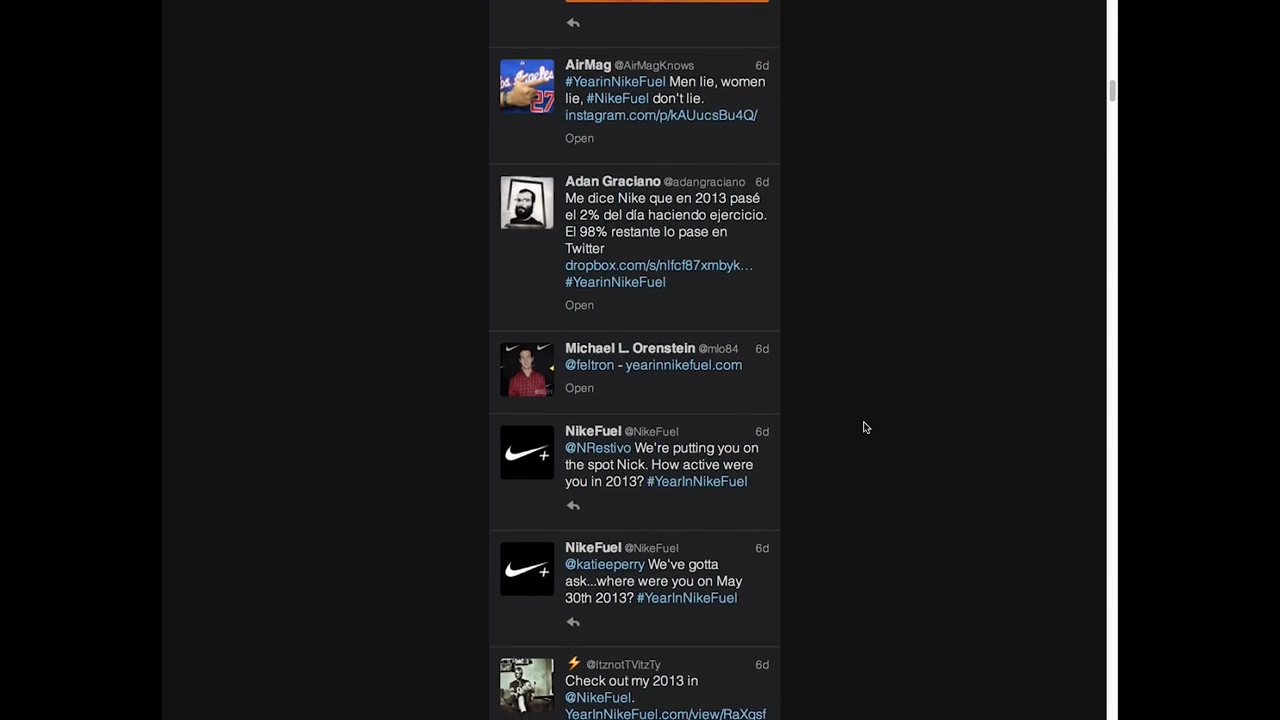 AirMag @AirMagKnows 6d
#YearinNikeFuel Men lie, women
lie, #NikeFuel don't lie.
instagram.com/p/kAUucsBu4Q/
Open
Adan Graciano @adangraciano 6d
Me dice Nike que en 2013 pasé
el 2% del día haciendo ejercicio.
El 98% restante lo pase en
Twitter
dropbox.com/s/nlfcf87xmbyk…
#YearinNikeFuel
Open
Michael L. Orenstein @mlo84 6d
@feltron - yearinnikefuel.com
Open
NikeFuel @NikeFuel 6d
@NRestivo We're putting you on
the spot Nick. How active were
you in 2013? #YearInNikeFuel
NikeFuel @NikeFuel 6d
@katieeperry We've gotta
ask...where were you on May
30th 2013? #YearInNikeFuel
@ItznotTVitzTy 6d
Check out my 2013 in
@NikeFuel.
YearInNikeFuel.com/view/RaXgsf